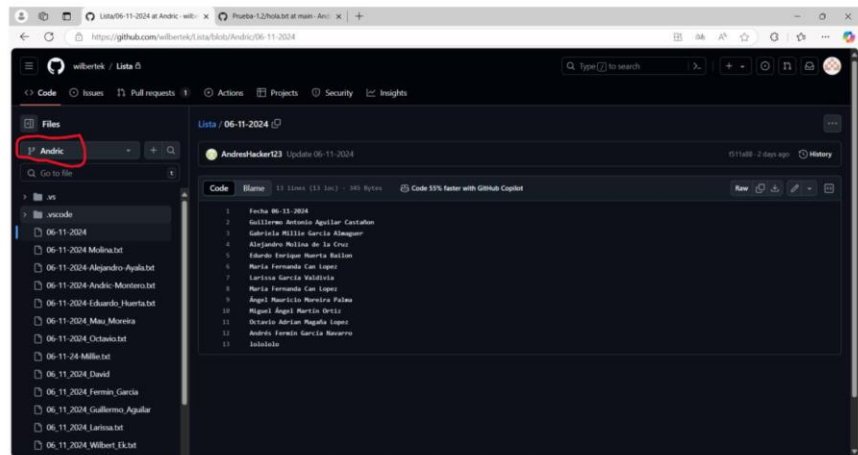 Lista/06-11-2024 at Andric · wilb
Prueba-1.2/hola.txt at main · And
https://github.com/wilbertek/Lista/blob/Andric/06-11-2024
wilbertek / Lista
Type / to search
Code
Issues
Pull requests 1
Actions
Projects
Security
Insights
Files
Andric
Go to file
t
.vs
.vscode
06-11-2024
06-11-2024 Molina.txt
06-11-2024-Alejandro-Ayala.txt
06-11-2024-Andric-Montero.txt
06-11-2024-Eduardo_Huerta.txt
06-11-2024_Mau_Moreira
06-11-2024_Octavio.txt
06-11-24-Millie.txt
06_11_2024_David
06_11_2024_Fermin_Garcia
06_11_2024_Guillermo_Aguilar
06_11_2024_Larissa.txt
06_11_2024_Wilbert_Ek.txt
Lista / 06-11-2024
AndresHacker123 Update 06-11-2024
f511a88 · 2 days ago History
Code Blame 13 lines (13 loc) · 345 Bytes Code 55% faster with GitHub Copilot
Raw
1 Fecha 06-11-2024
2 Guillermo Antonio Aguilar Castañon
3 Gabriela Millie Garcia Almaguer
4 Alejandro Molina de la Cruz
5 Eduardo Enrique Huerta Bailon
6 Maria Fernanda Can Lopez
7 Larissa García Valdivia
8 Maria Fernanda Can Lopez
9 Ángel Mauricio Moreira Palma
10 Miguel Ángel Martin Ortiz
11 Octavio Adrian Magaña Lopez
12 Andrés Fermín García Navarro
13 lolololo